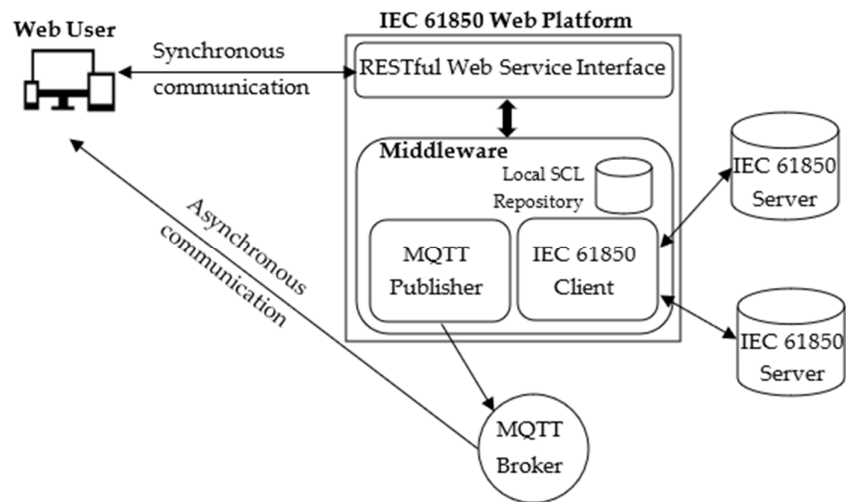 Web User
Synchronous
communication
IEC 61850 Web Platform
RESTful Web Service Interface
Middleware
Local SCL
Repository
MQTT
Publisher
IEC 61850
Client
IEC 61850
Server
IEC 61850
Server
Asynchronous
communication
MQTT
Broker